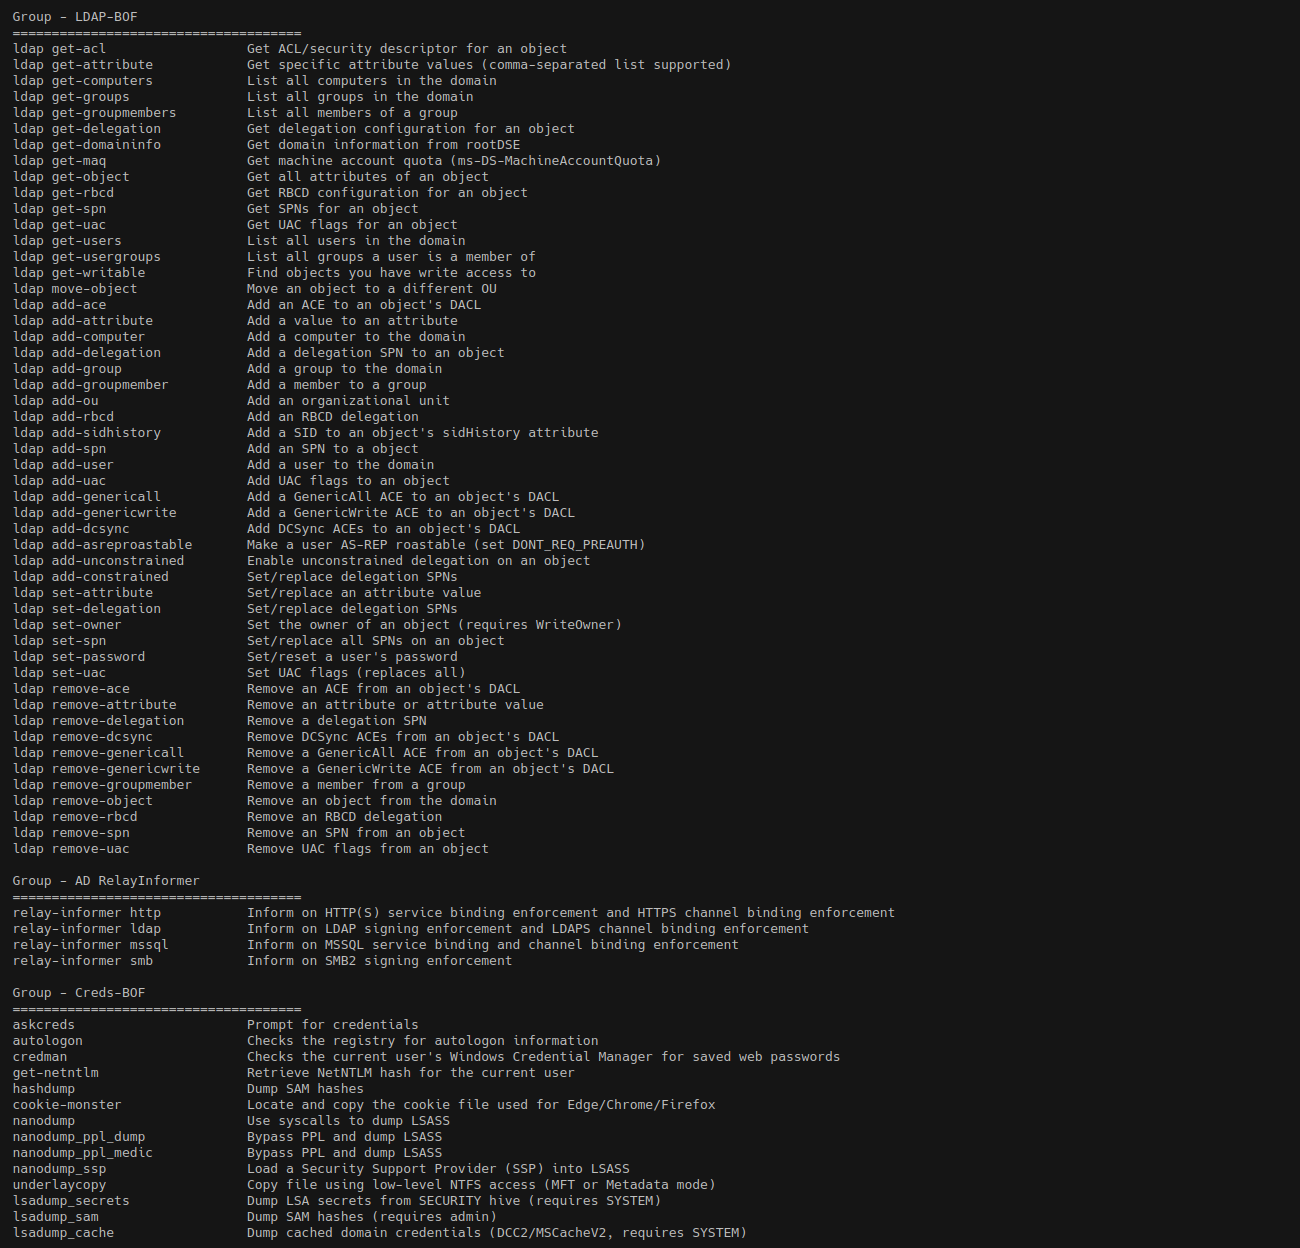 Group - LDAP-BOF
=====================================
ldap get-acl                  Get ACL/security descriptor for an object
ldap get-attribute            Get specific attribute values (comma-separated list supported)
ldap get-computers            List all computers in the domain
ldap get-groups               List all groups in the domain
ldap get-groupmembers         List all members of a group
ldap get-delegation           Get delegation configuration for an object
ldap get-domaininfo           Get domain information from rootDSE
ldap get-maq                  Get machine account quota (ms-DS-MachineAccountQuota)
ldap get-object               Get all attributes of an object
ldap get-rbcd                 Get RBCD configuration for an object
ldap get-spn                  Get SPNs for an object
ldap get-uac                  Get UAC flags for an object
ldap get-users                List all users in the domain
ldap get-usergroups           List all groups a user is a member of
ldap get-writable             Find objects you have write access to
ldap move-object              Move an object to a different OU
ldap add-ace                  Add an ACE to an object's DACL
ldap add-attribute            Add a value to an attribute
ldap add-computer             Add a computer to the domain
ldap add-delegation           Add a delegation SPN to an object
ldap add-group                Add a group to the domain
ldap add-groupmember          Add a member to a group
ldap add-ou                   Add an organizational unit
ldap add-rbcd                 Add an RBCD delegation
ldap add-sidhistory           Add a SID to an object's sidHistory attribute
ldap add-spn                  Add an SPN to a object
ldap add-user                 Add a user to the domain
ldap add-uac                  Add UAC flags to an object
ldap add-genericall           Add a GenericAll ACE to an object's DACL
ldap add-genericwrite         Add a GenericWrite ACE to an object's DACL
ldap add-dcsync               Add DCSync ACEs to an object's DACL
ldap add-asreproastable       Make a user AS-REP roastable (set DONT_REQ_PREAUTH)
ldap add-unconstrained        Enable unconstrained delegation on an object
ldap add-constrained          Set/replace delegation SPNs
ldap set-attribute            Set/replace an attribute value
ldap set-delegation           Set/replace delegation SPNs
ldap set-owner                Set the owner of an object (requires WriteOwner)
ldap set-spn                  Set/replace all SPNs on an object
ldap set-password             Set/reset a user's password
ldap set-uac                  Set UAC flags (replaces all)
ldap remove-ace               Remove an ACE from an object's DACL
ldap remove-attribute         Remove an attribute or attribute value
ldap remove-delegation        Remove a delegation SPN
ldap remove-dcsync            Remove DCSync ACEs from an object's DACL
ldap remove-genericall        Remove a GenericAll ACE from an object's DACL
ldap remove-genericwrite      Remove a GenericWrite ACE from an object's DACL
ldap remove-groupmember       Remove a member from a group
ldap remove-object            Remove an object from the domain
ldap remove-rbcd              Remove an RBCD delegation
ldap remove-spn               Remove an SPN from an object
ldap remove-uac               Remove UAC flags from an object

Group - AD RelayInformer
=====================================
relay-informer http           Inform on HTTP(S) service binding enforcement and HTTPS channel binding enforcement
relay-informer ldap           Inform on LDAP signing enforcement and LDAPS channel binding enforcement
relay-informer mssql          Inform on MSSQL service binding and channel binding enforcement
relay-informer smb            Inform on SMB2 signing enforcement

Group - Creds-BOF
=====================================
askcreds                      Prompt for credentials
autologon                     Checks the registry for autologon information
credman                       Checks the current user's Windows Credential Manager for saved web passwords
get-netntlm                   Retrieve NetNTLM hash for the current user
hashdump                      Dump SAM hashes
cookie-monster                Locate and copy the cookie file used for Edge/Chrome/Firefox
nanodump                      Use syscalls to dump LSASS
nanodump_ppl_dump             Bypass PPL and dump LSASS
nanodump_ppl_medic            Bypass PPL and dump LSASS
nanodump_ssp                  Load a Security Support Provider (SSP) into LSASS
underlaycopy                  Copy file using low-level NTFS access (MFT or Metadata mode)
lsadump_secrets               Dump LSA secrets from SECURITY hive (requires SYSTEM)
lsadump_sam                   Dump SAM hashes (requires admin)
lsadump_cache                 Dump cached domain credentials (DCC2/MSCacheV2, requires SYSTEM)